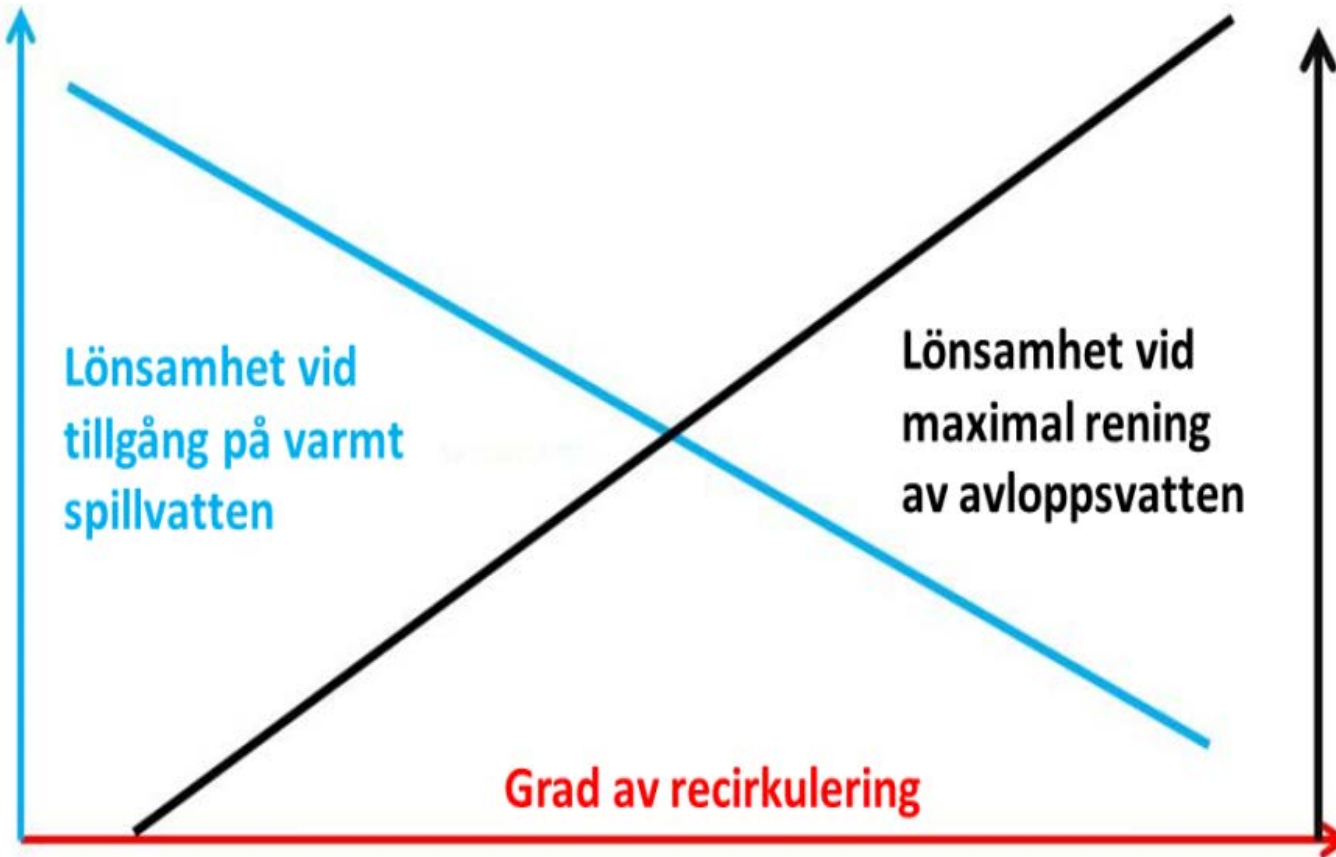 Lönsamhet vid
tillgång på varmt
spillvatten
Lönsamhet vid
maximal rening
av avloppsvatten
Grad av recirkulering